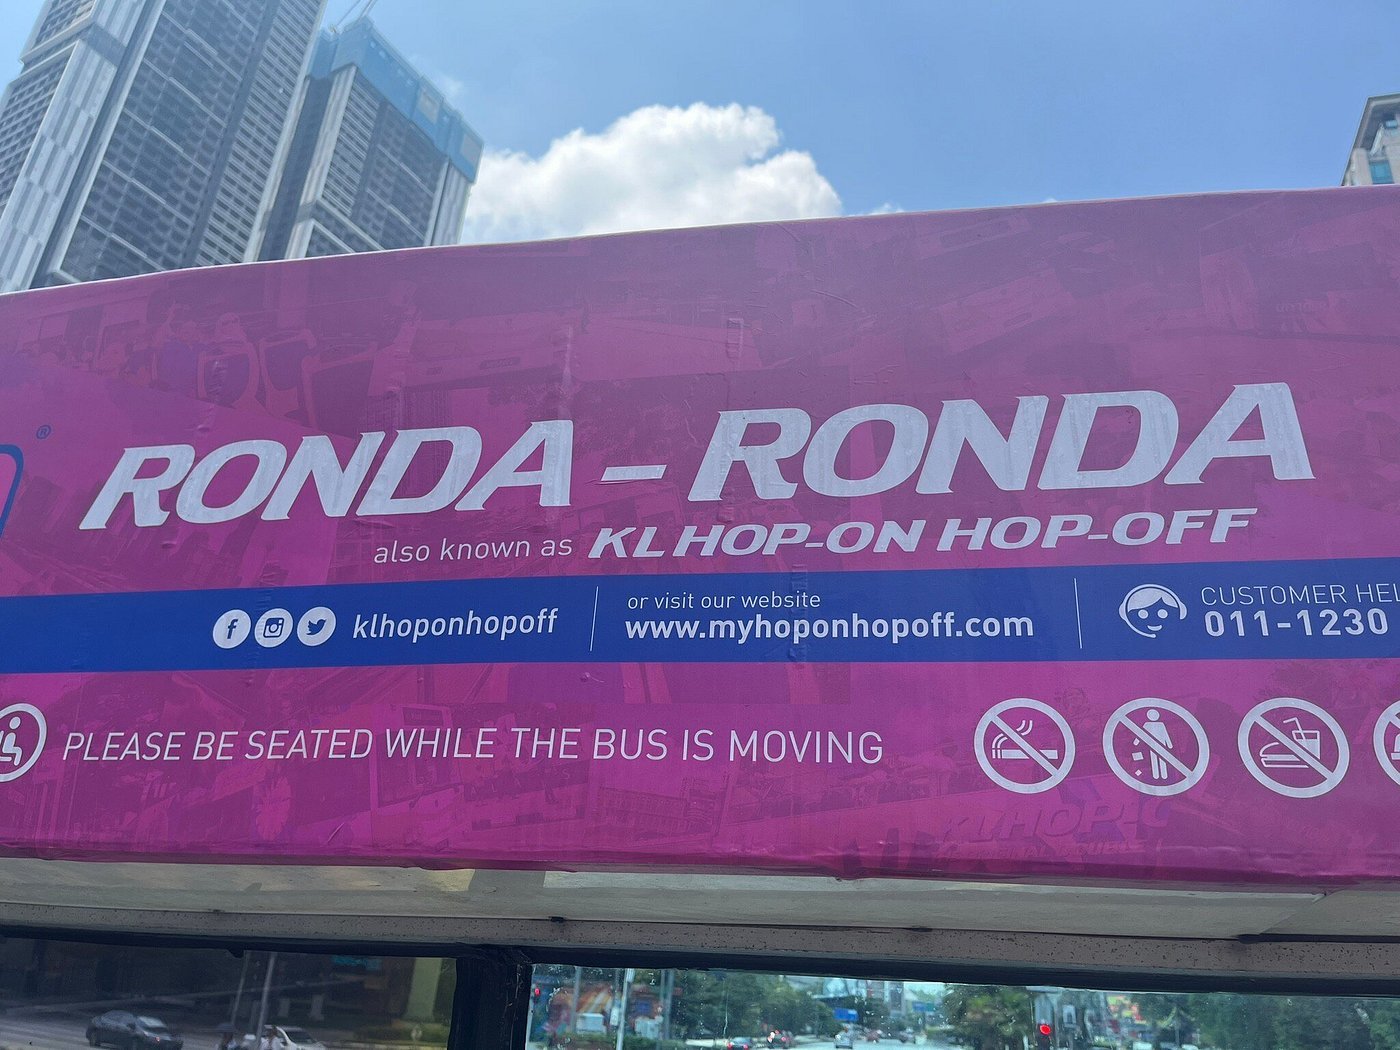 ®
RONDA - RONDA
also known as KL HOP-ON HOP-OFF
klhoponhopoff
or visit our website
www.myhoponhopoff.com
CUSTOMER
011-1230
PLEASE BE SEATED WHILE THE BUS IS MOVING